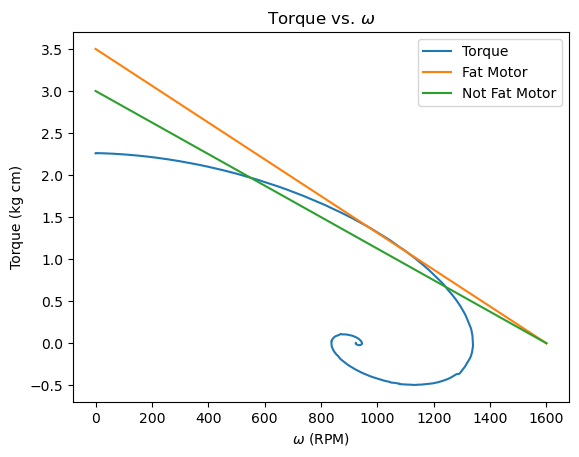 Torque vs. ω
Torque
Fat Motor
Not Fat Motor
Torque (kg cm)
3.5
3.0
2.5
2.0
1.5
1.0
0.5
0.0
−0.5
0 200 400 600 800 1000 1200 1400 1600
ω (RPM)